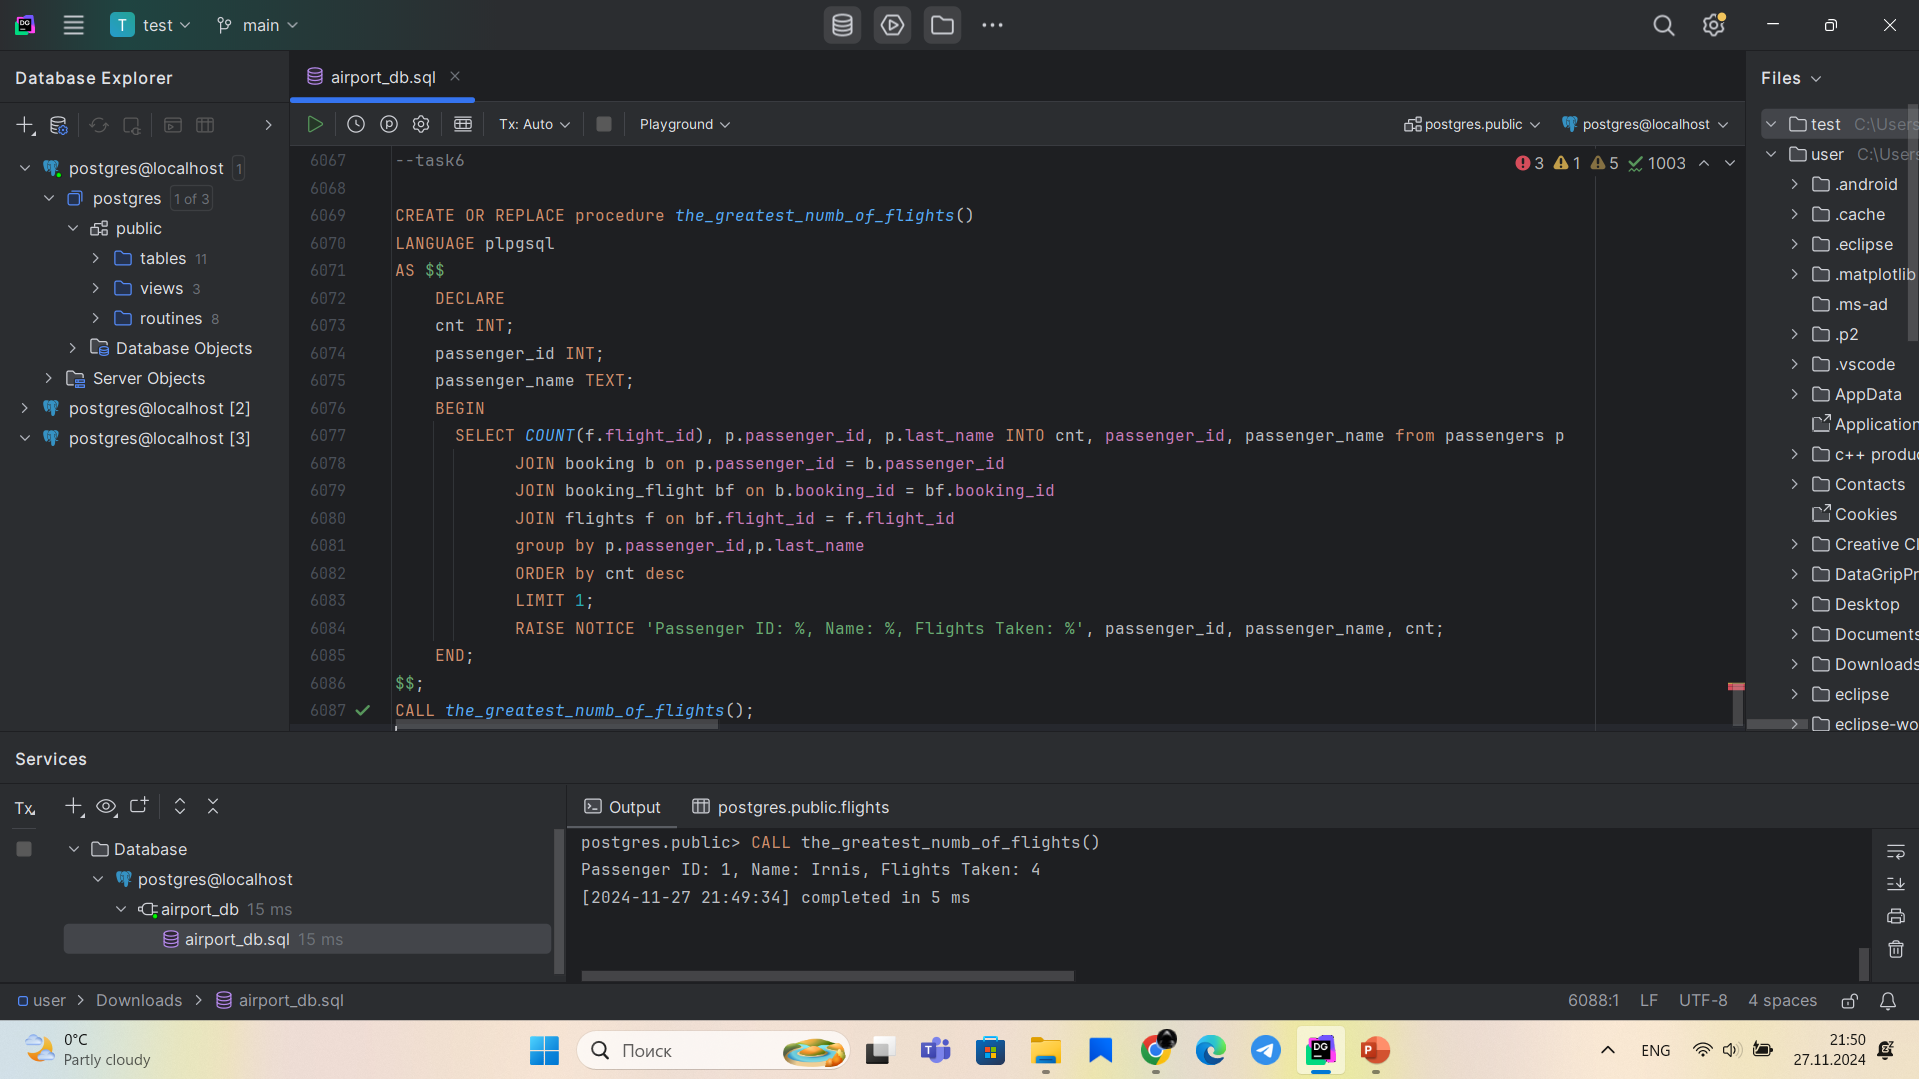 T test main
Database Explorer
airport_db.sql
Files
Tx: Auto
Playground
postgres.public
postgres@localhost
postgres@localhost 1
postgres 1 of 3
public
tables 11
views 3
routines 8
Database Objects
Server Objects
postgres@localhost [2]
postgres@localhost [3]
3 1 5 1003
6067 --task6
6068
6069 CREATE OR REPLACE procedure the_greatest_numb_of_flights()
6070 LANGUAGE plpgsql
6071 AS $$
6072 DECLARE
6073 cnt INT;
6074 passenger_id INT;
6075 passenger_name TEXT;
6076 BEGIN
6077 SELECT COUNT(f.flight_id), p.passenger_id, p.last_name INTO cnt, passenger_id, passenger_name from passengers p
6078 JOIN booking b on p.passenger_id = b.passenger_id
6079 JOIN booking_flight bf on b.booking_id = bf.booking_id
6080 JOIN flights f on bf.flight_id = f.flight_id
6081 group by p.passenger_id,p.last_name
6082 ORDER by cnt desc
6083 LIMIT 1;
6084 RAISE NOTICE 'Passenger ID: %, Name: %, Flights Taken: %', passenger_id, passenger_name, cnt;
6085 END;
6086 $$;
6087 CALL the_greatest_numb_of_flights();
test C:\Users
user C:\Users
.android
.cache
.eclipse
.matplotlib
.ms-ad
.p2
.vscode
AppData
Application
c++ produ
Contacts
Cookies
Creative Cl
DataGripPr
Desktop
Documents
Downloads
eclipse
eclipse-wo
Services
Tx
Database
postgres@localhost
airport_db 15 ms
airport_db.sql 15 ms
Output
postgres.public.flights
postgres.public> CALL the_greatest_numb_of_flights()
Passenger ID: 1, Name: Irnis, Flights Taken: 4
[2024-11-27 21:49:34] completed in 5 ms
user > Downloads > airport_db.sql
6088:1 LF UTF-8 4 spaces
0°C
Partly cloudy
Поиск
ENG
21:50
27.11.2024